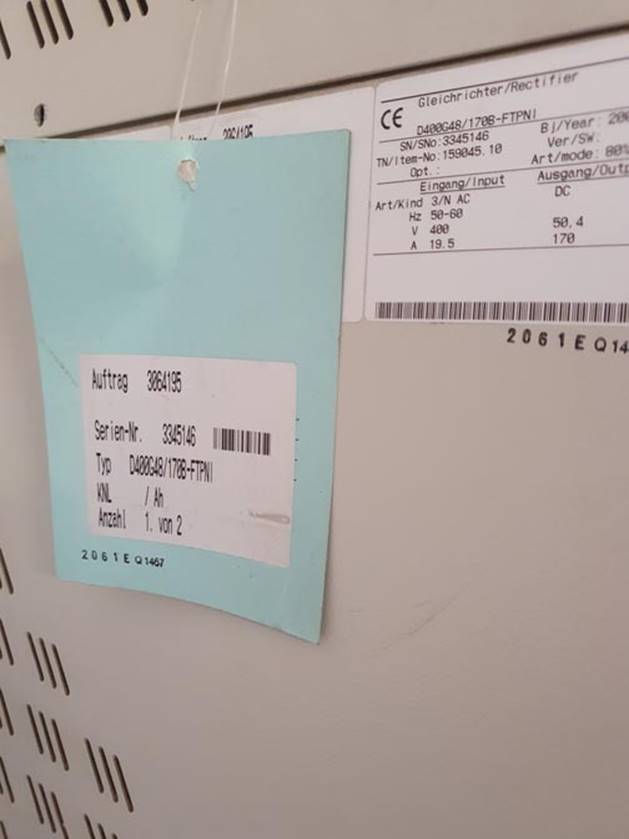 Auftrag 3064195
Serien-Nr. 3345146
Typ D400G48/170B-FTPNI
KNL / Ah
Anzahl 1. von 2
2061EQ1467
Gleichrichter/Rectifier
CE
D400G48/170B-FTPNI
SN/SNo: 3345146 Bj/Year:
TN/Item-No: 159045.10 Ver/SW:
Opt.: Art/mode: 80%
Eingang/Input Ausgang/Outp
Art/Kind 3/N AC DC
Hz 50-60
V 400 50,4
A 19.5 170
2061EQ14